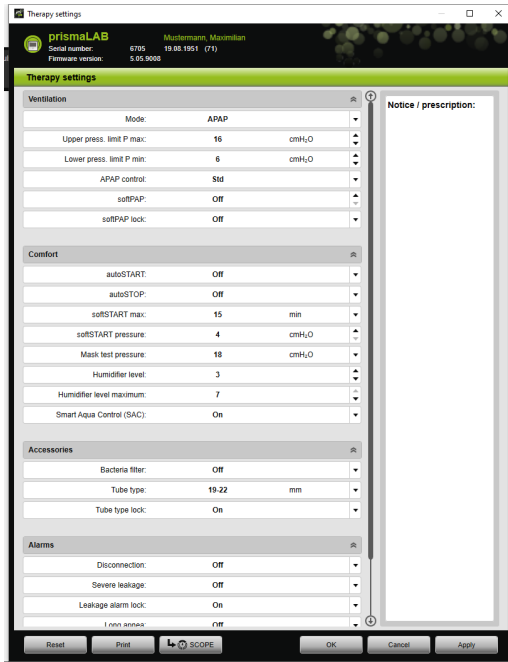 Therapy settings
prismaLAB Mustermann, Maximilian
Serial number: 6705 19.08.1951 (71)
Firmware version: 5.05.9008
Therapy settings
Ventilation
Mode: APAP
Upper press. limit P max: 16 cmH₂O
Lower press. limit P min: 6 cmH₂O
APAP control: Std
softPAP: Off
softPAP lock: Off
Comfort
autoSTART: Off
autoSTOP: Off
softSTART max: 15 min
softSTART pressure: 4 cmH₂O
Mask test pressure: 18 cmH₂O
Humidifier level: 3
Humidifier level maximum: 7
Smart Aqua Control (SAC): On
Accessories
Bacteria filter: Off
Tube type: 19-22 mm
Tube type lock: On
Alarms
Disconnection: Off
Severe leakage: Off
Leakage alarm lock: On
Long apnea: Off
Notice / prescription:
Reset Print SCOPE OK Cancel Apply